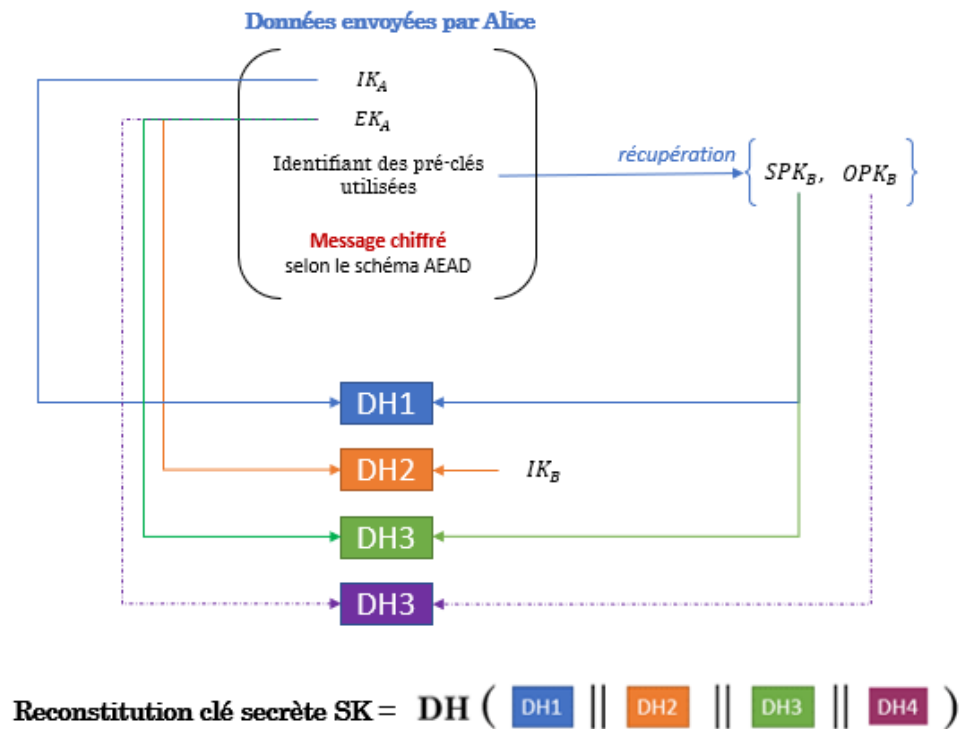 Données envoyées par Alice
IK_A
EK_A
Identifiant des pré-clés
utilisées
récupération
{ SPK_B, OPK_B }
Message chiffré
selon le schéma AEAD
DH1
DH2
IK_B
DH3
DH3
Reconstitution clé secrète SK = DH ( DH1 || DH2 || DH3 || DH4 )